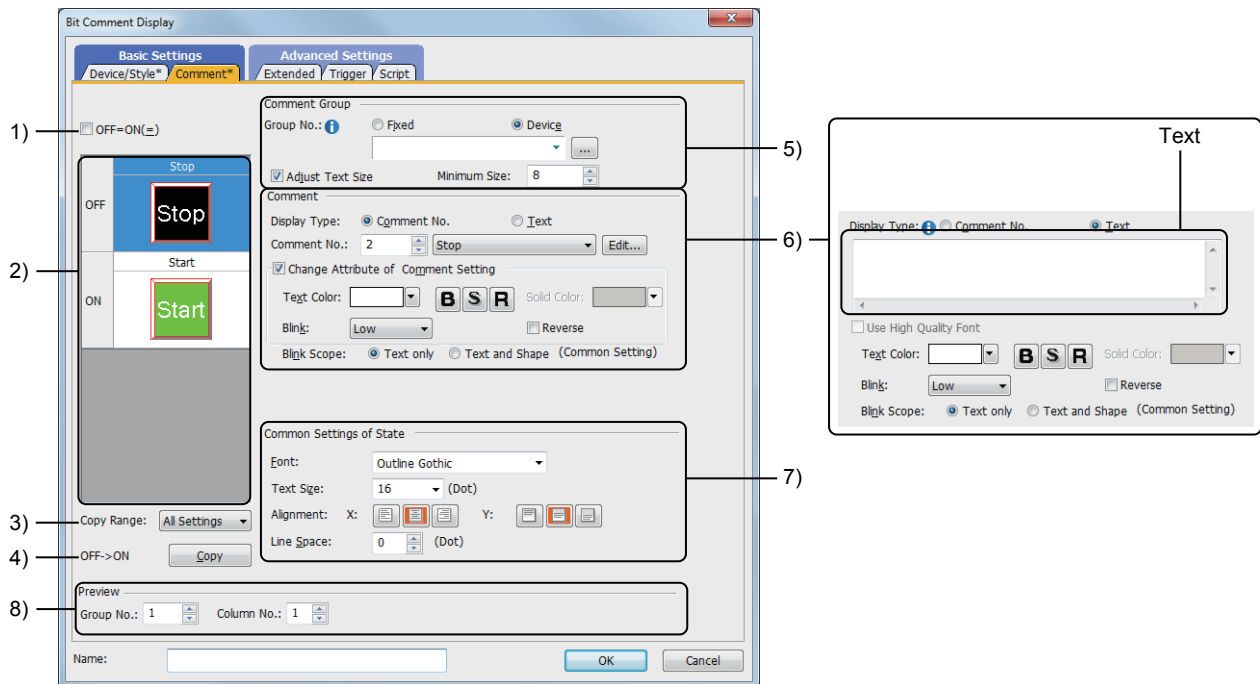 Bit Comment Display
Basic Settings
Advanced Settings
Device/Style* Comment* Extended Trigger Script
1)
OFF=ON(=)
2)
OFF
Stop
Stop
ON
Start
Start
3)
Copy Range: All Settings
4)
OFF->ON Copy
5)
Comment Group
Group No.: Fixed Device
...
Adjust Text Size Minimum Size: 8
6)
Comment
Display Type: Comment No. Text
Comment No.: 2 Stop Edit...
Change Attribute of Comment Setting
Text Color: B S R Solid Color:
Blink: Low Reverse
Blink Scope: Text only Text and Shape (Common Setting)
7)
Common Settings of State
Font: Outline Gothic
Text Size: 16 (Dot)
Alignment: X: Y:
Line Space: 0 (Dot)
8)
Preview
Group No.: 1 Column No.: 1
Name:
OK Cancel
Text
Display Type: Comment No. Text
Use High Quality Font
Text Color: B S R Solid Color:
Blink: Low Reverse
Blink Scope: Text only Text and Shape (Common Setting)